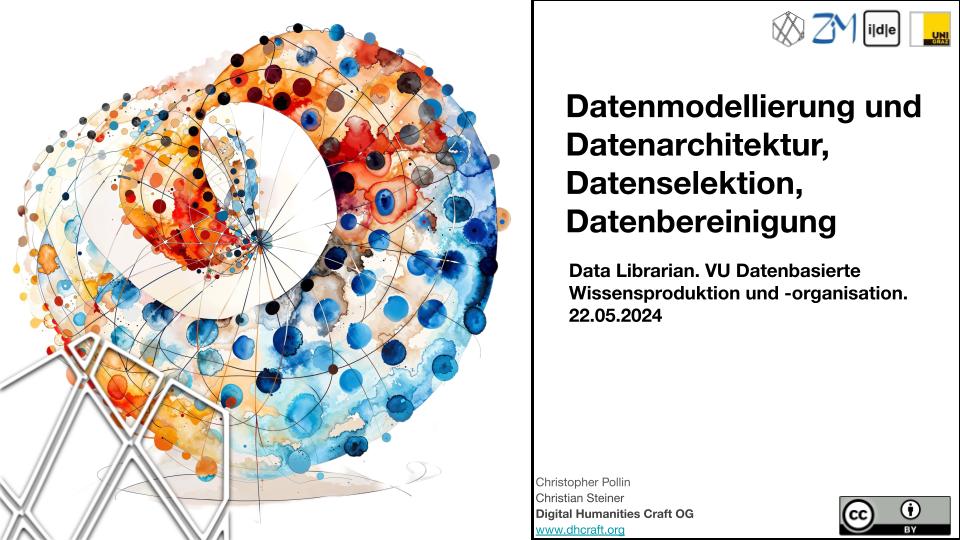 ZIM
i|d|e
UNI
GRAZ
Datenmodellierung und
Datenarchitektur,
Datenselektion,
Datenbereinigung
Data Librarian. VU Datenbasierte
Wissensproduktion und -organisation.
22.05.2024
Christopher Pollin
Christian Steiner
Digital Humanities Craft OG
www.dhcraft.org
cc
BY